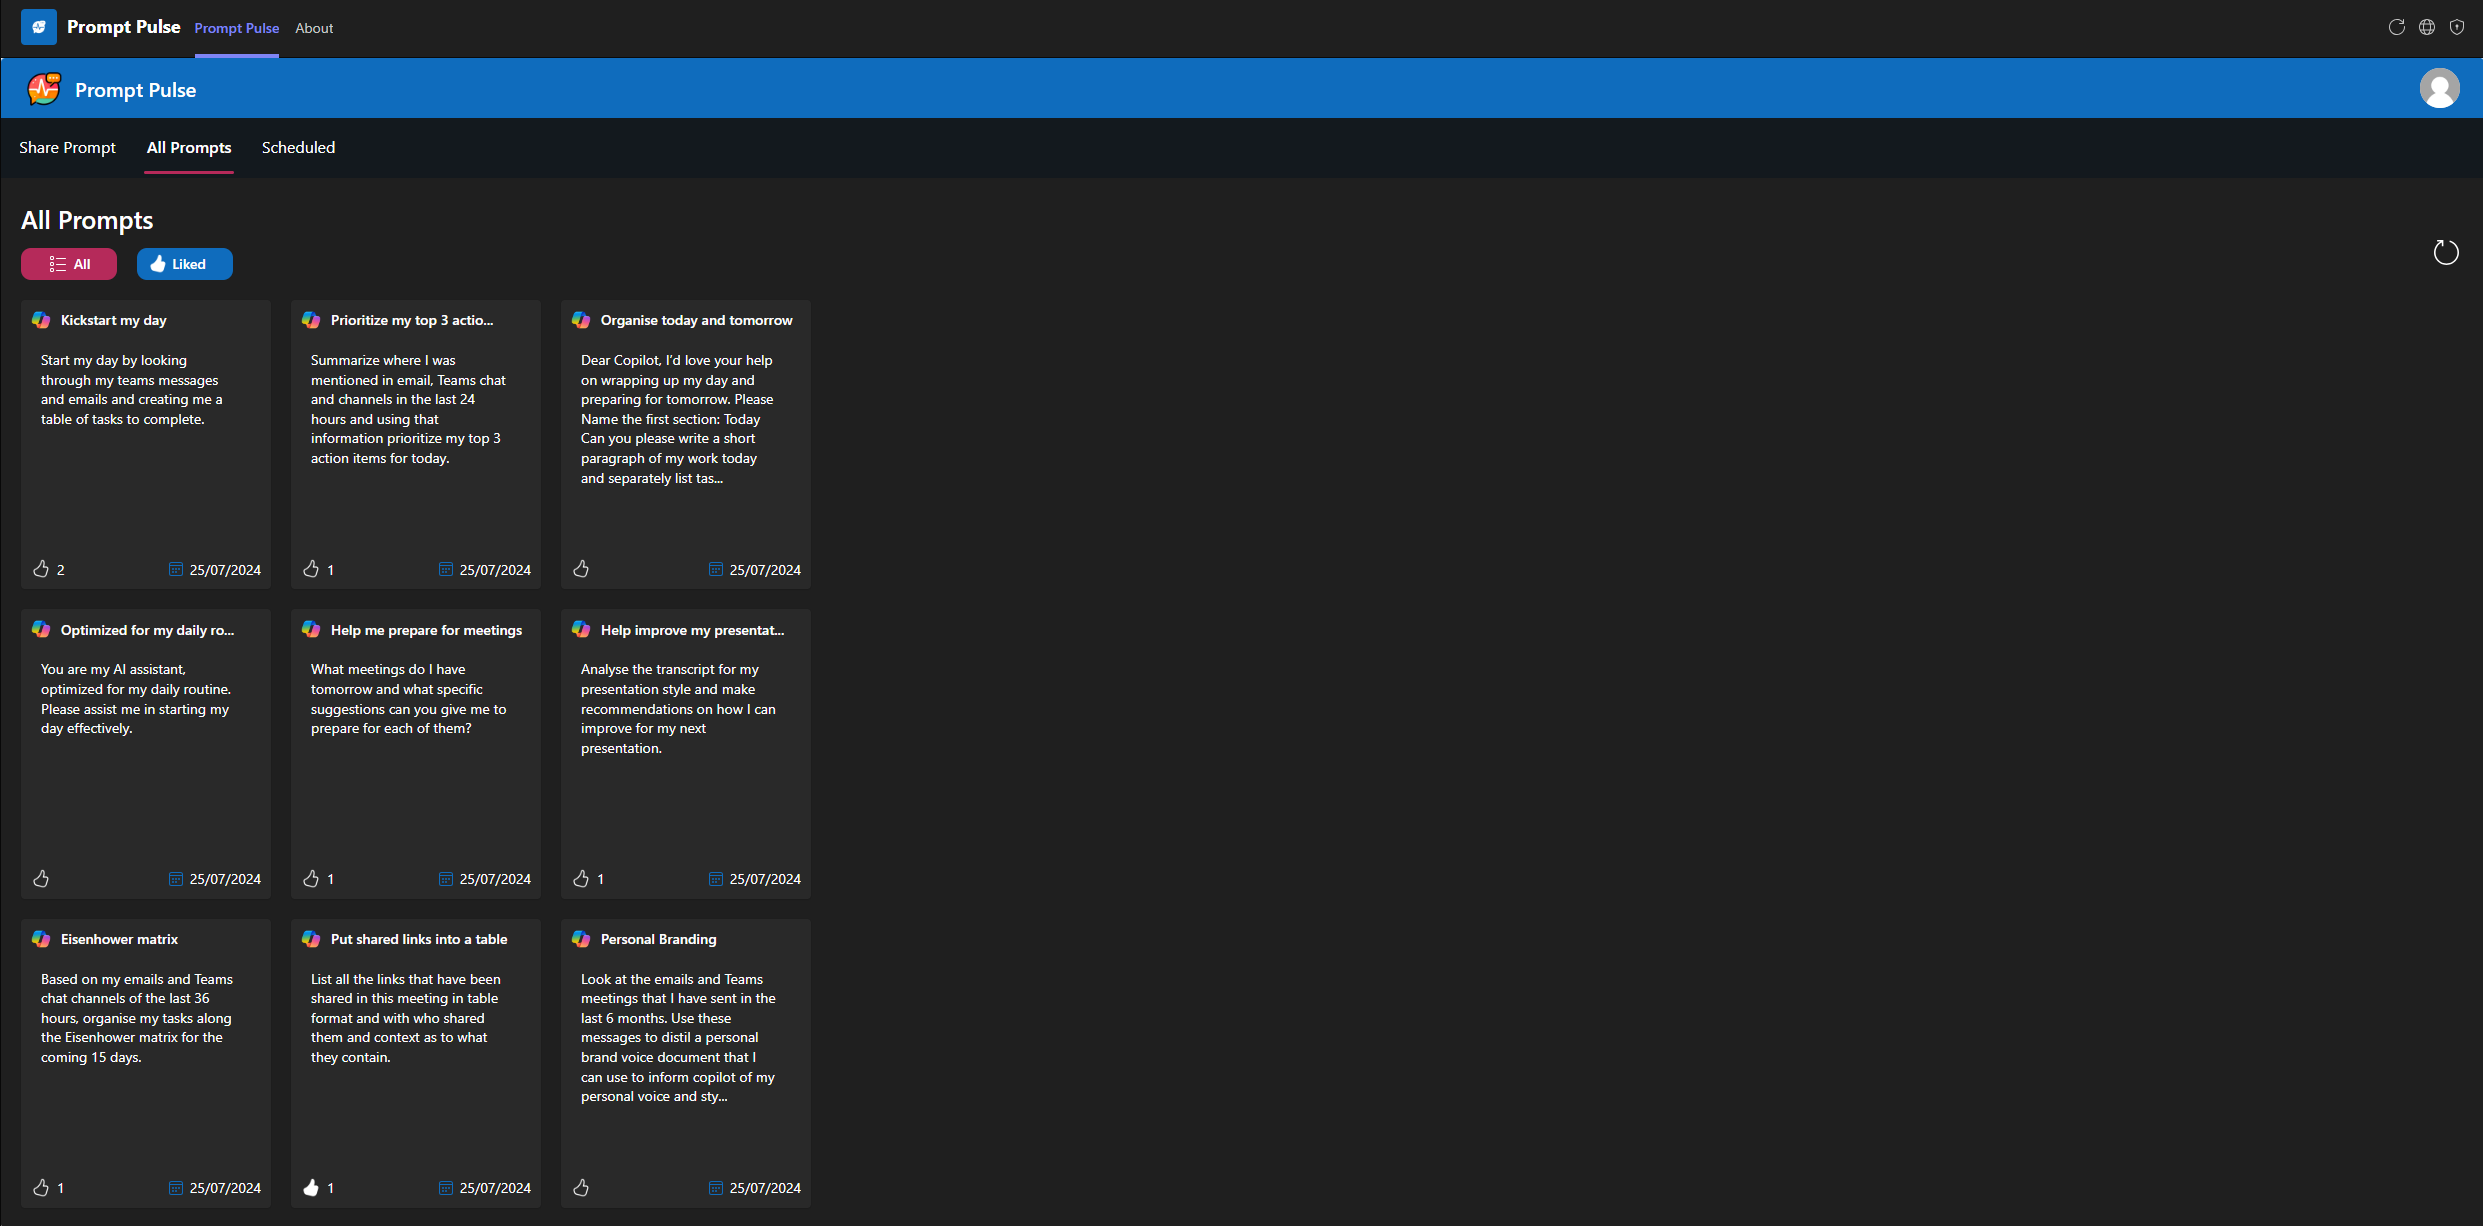 Prompt Pulse
Prompt Pulse
About
Prompt Pulse
Share Prompt
All Prompts
Scheduled
All Prompts
All
Liked
Kickstart my day
Start my day by looking
through my teams messages
and emails and creating me a
table of tasks to complete.
2
25/07/2024
Prioritize my top 3 actio...
Summarize where I was
mentioned in email, Teams chat
and channels in the last 24
hours and using that
information prioritize my top 3
action items for today.
1
25/07/2024
Organise today and tomorrow
Dear Copilot, I'd love your help
on wrapping up my day and
preparing for tomorrow. Please
Name the first section: Today
Can you please write a short
paragraph of my work today
and separately list tas...
25/07/2024
Optimized for my daily ro...
You are my AI assistant,
optimized for my daily routine.
Please assist me in starting my
day effectively.
25/07/2024
Help me prepare for meetings
What meetings do I have
tomorrow and what specific
suggestions can you give me to
prepare for each of them?
1
25/07/2024
Help improve my presentat...
Analyse the transcript for my
presentation style and make
recommendations on how I can
improve for my next
presentation.
1
25/07/2024
Eisenhower matrix
Based on my emails and Teams
chat channels of the last 36
hours, organise my tasks along
the Eisenhower matrix for the
coming 15 days.
1
25/07/2024
Put shared links into a table
List all the links that have been
shared in this meeting in table
format and with who shared
them and context as to what
they contain.
1
25/07/2024
Personal Branding
Look at the emails and Teams
meetings that I have sent in the
last 6 months. Use these
messages to distil a personal
brand voice document that I
can use to inform copilot of my
personal voice and sty...
25/07/2024